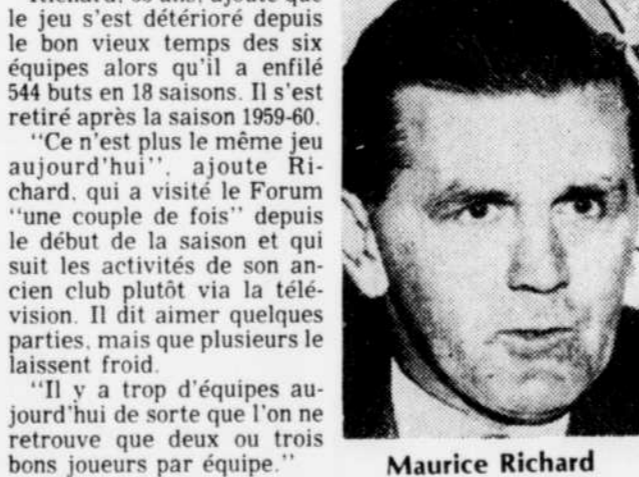 Richard, ans, ajoute que
le jeu s'est détérioré depuis
le bon vieux temps des six
équipes alors qu'il a enfilé
544 buts en 18 saisons. Il s'est
retiré après la saison 1959-60.
"Ce n'est plus le même jeu
aujourd'hui", ajoute Ri-
chard, qui a visité le Forum
"une couple de fois" depuis
le début de la saison et qui
suit les activités de son an-
cien club plutôt via la télé-
vision. Il dit aimer quelques
parties, mais que plusieurs le
laissent froid.
"Il y a trop d'équipes au-
jourd'hui de sorte que l'on ne
retrouve que deux ou trois
bons joueurs par équipe."
Maurice Richard